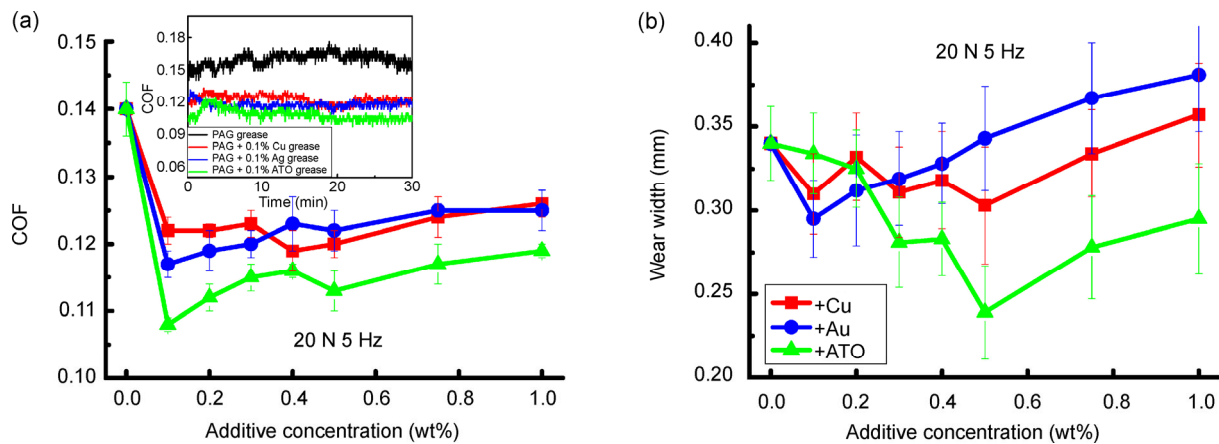 (a)
0.15
0.14
0.13
0.12
0.11
0.10
COF
0.0 0.2 0.4 0.6 0.8 1.0
Additive concentration (wt%)
20 N 5 Hz
0.18
0.15
0.12
0.09
0.06
COF
PAG grease
PAG + 0.1% Cu grease
PAG + 0.1% Ag grease
PAG + 0.1% ATO grease
0 10 20 30
Time (min)
(b)
0.40
0.35
0.30
0.25
0.20
Wear width (mm)
20 N 5 Hz
+Cu
+Au
+ATO
0.0 0.2 0.4 0.6 0.8 1.0
Additive concentration (wt%)